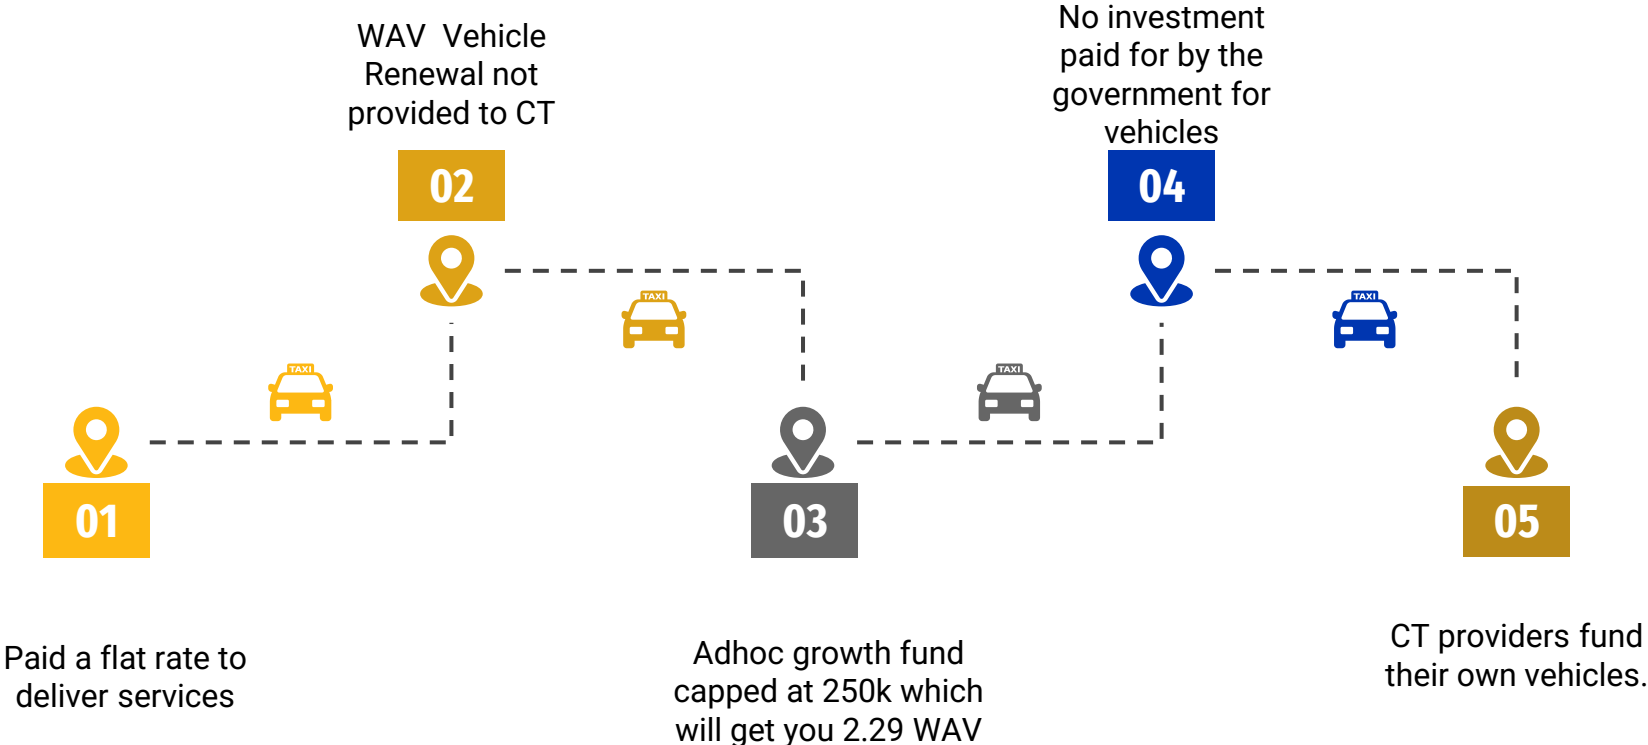 WAV  Vehicle
Renewal not
provided to CT
02
No investment
paid for by the
government for
vehicles
04
TAXI
TAXI
TAXI
TAXI
01
Paid a flat rate to
deliver services
03
Adhoc growth fund
capped at 250k which
will get you 2.29 WAV
05
CT providers fund
their own vehicles.